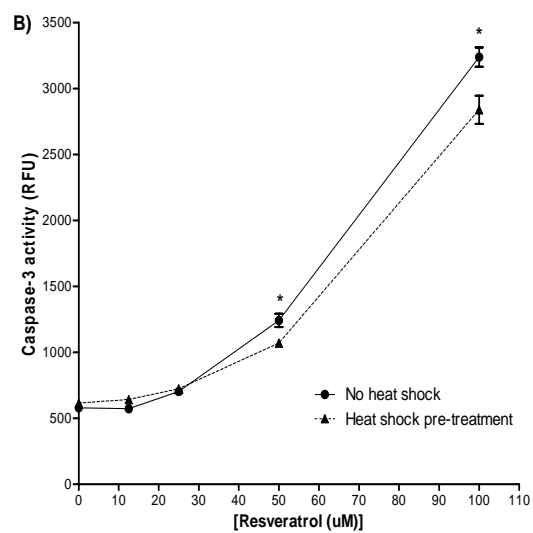 B)
3500
3000
2500
2000
1500
1000
500
0
Caspase-3 activity (RFU)
*
*
No heat shock
Heat shock pre-treatment
0 10 20 30 40 50 60 70 80 90 100 110
[Resveratrol (uM)]